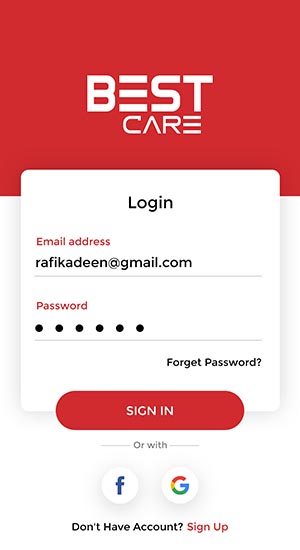 BEST
CARE
Login
Email address
rafikadeen@gmail.com
Password
Forget Password?
SIGN IN
Or with
f G
Don't Have Account? Sign Up